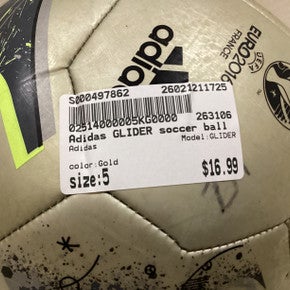 adidas
EURO2016
FRANCE
UEFA
S000497862 26021211725
02514000005KG0000 263106
Adidas GLIDER soccer ball
Adidas Model:GLIDER
color:Gold
size:5 $16.99